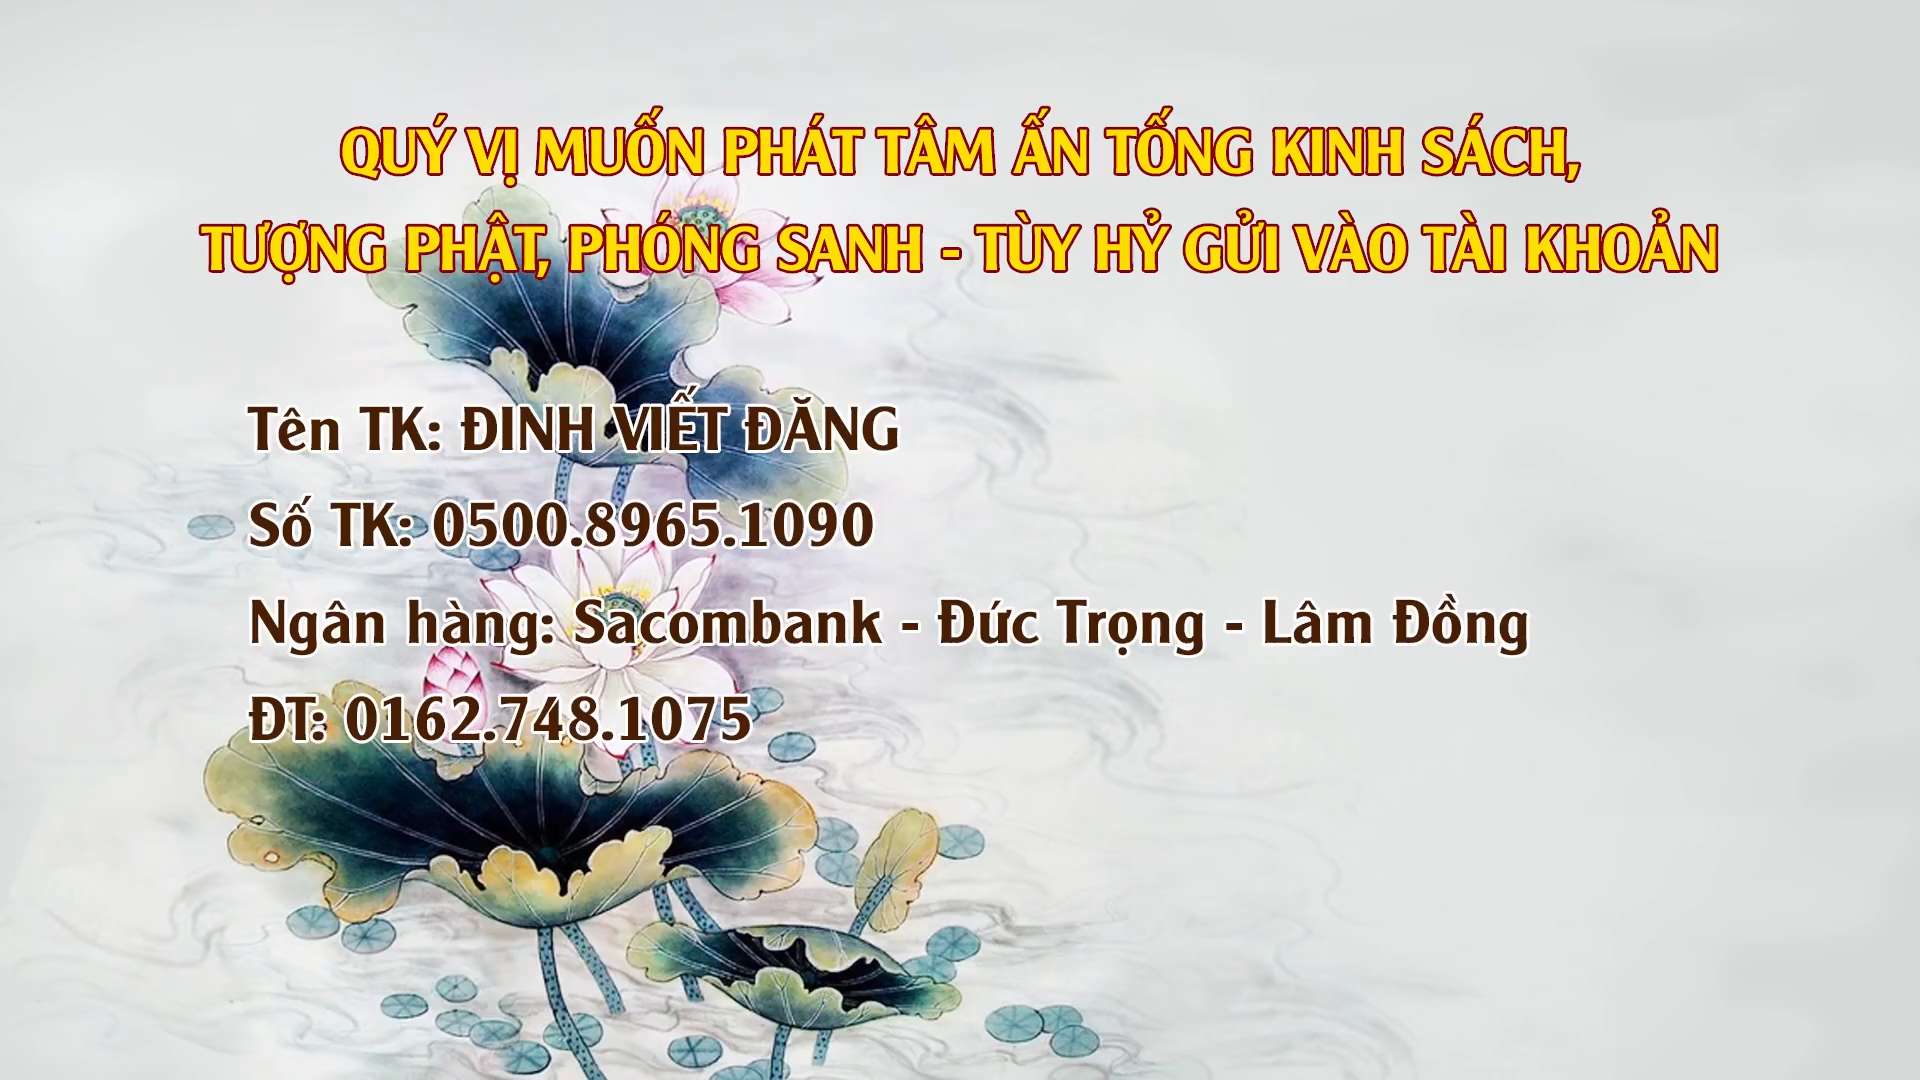 QUÝ VỊ MUỐN PHÁT TÂM ẤN TỐNG KINH SÁCH,
TƯỢNG PHẬT, PHÓNG SANH - TÙY HỶ GỬI VÀO TÀI KHOẢN
Tên TK: ĐINH VIẾT ĐĂNG
Số TK: 0500.8965.1090
Ngân hàng: Sacombank - Đức Trọng - Lâm Đồng
ĐT: 0162.748.1075